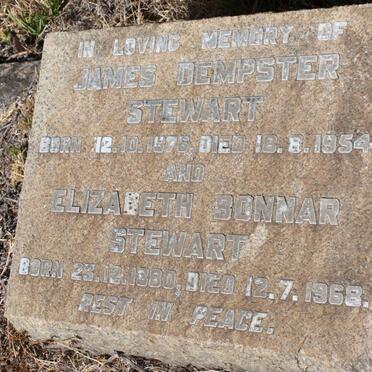 IN LOVING MEMORY OF
JAMES DEMPSTER
STEWART
BORN 12.10.1876, DIED 18.8.1954
AND
ELIZABETH BONNAR
STEWART
BORN 23.12.1880, DIED 12.7.1968.
REST IN PEACE.